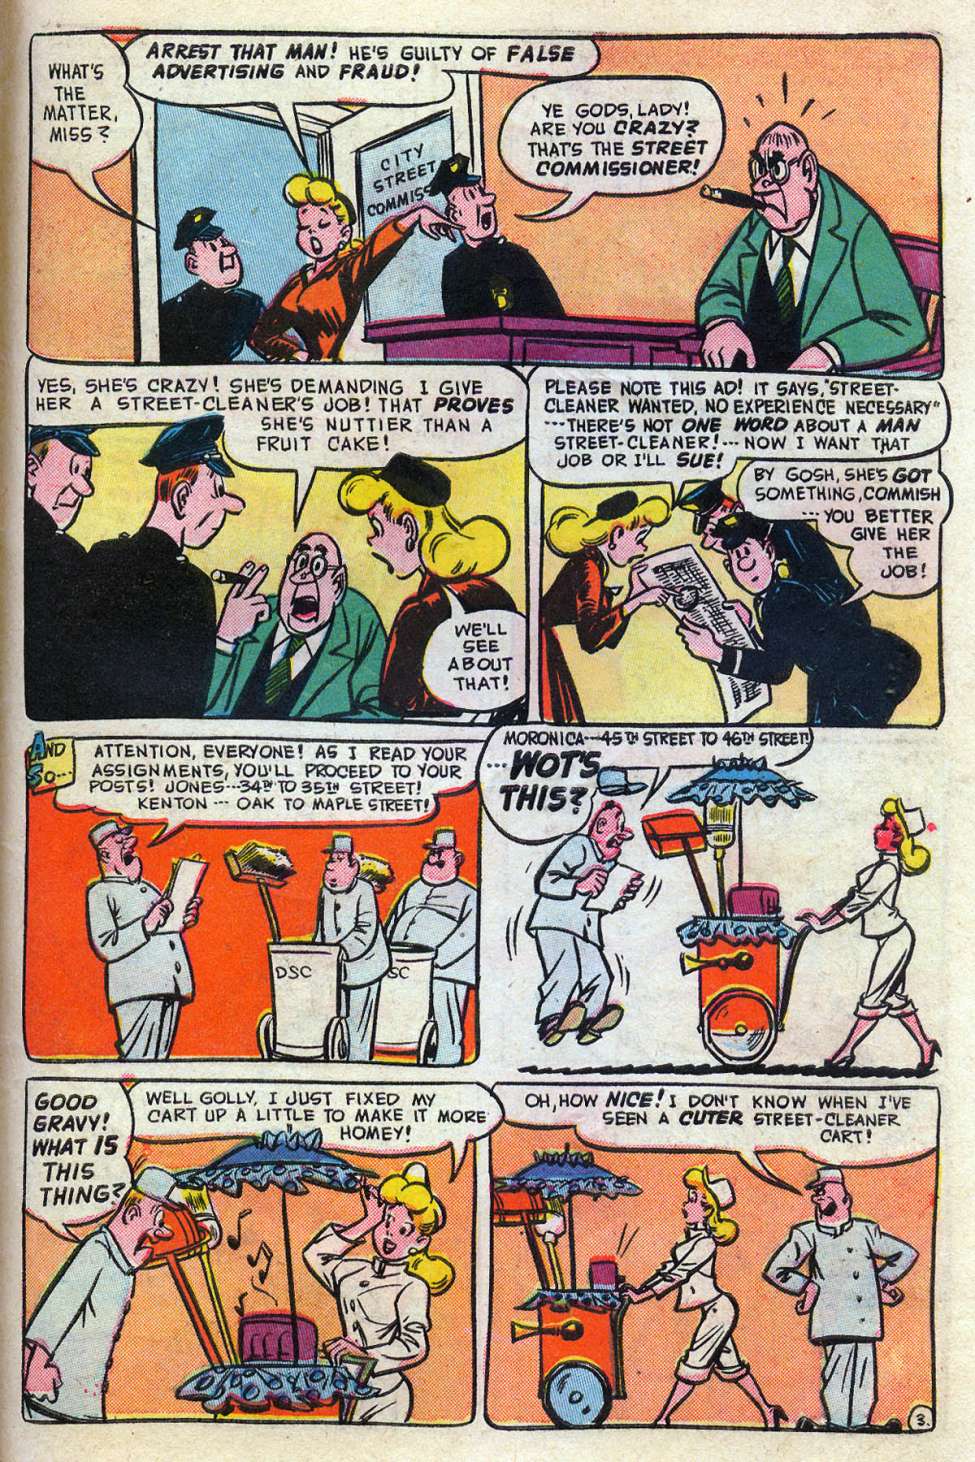 WHAT'S
THE
MATTER,
MISS?
ARREST THAT MAN! HE'S GUILTY OF FALSE
ADVERTISING AND FRAUD!
YE GODS, LADY!
ARE YOU CRAZY?
THAT'S THE STREET
COMMISSIONER!
CITY
STREET
COMMISS
YES, SHE'S CRAZY! SHE'S DEMANDING I GIVE
HER A STREET-CLEANER'S JOB! THAT PROVES
SHE'S NUTTIER THAN A
FRUIT CAKE!
WE'LL
SEE
ABOUT
THAT!
PLEASE NOTE THIS AD! IT SAYS, "STREET-
CLEANER WANTED, NO EXPERIENCE NECESSARY"
---THERE'S NOT ONE WORD ABOUT A MAN
STREET-CLEANER!--- NOW I WANT THAT
JOB OR I'LL SUE!
BY GOSH, SHE'S GOT
SOMETHING, COMMISH
---YOU BETTER
GIVE HER
THE
JOB!
AND
SO---
ATTENTION, EVERYONE! AS I READ YOUR
ASSIGNMENTS, YOU'LL PROCEED TO YOUR
POSTS! JONES---34TH TO 35TH STREET!
KENTON --- OAK TO MAPLE STREET!
DSC
SC
MORONICA---45TH STREET TO 46TH STREET!
---WOT'S
THIS?
GOOD
GRAVY!
WHAT IS
THIS
THING?
WELL GOLLY, I JUST FIXED MY
CART UP A LITTLE TO MAKE IT MORE
HOMEY!
OH, HOW NICE! I DON'T KNOW WHEN I'VE
SEEN A CUTER STREET-CLEANER
CART!
3.